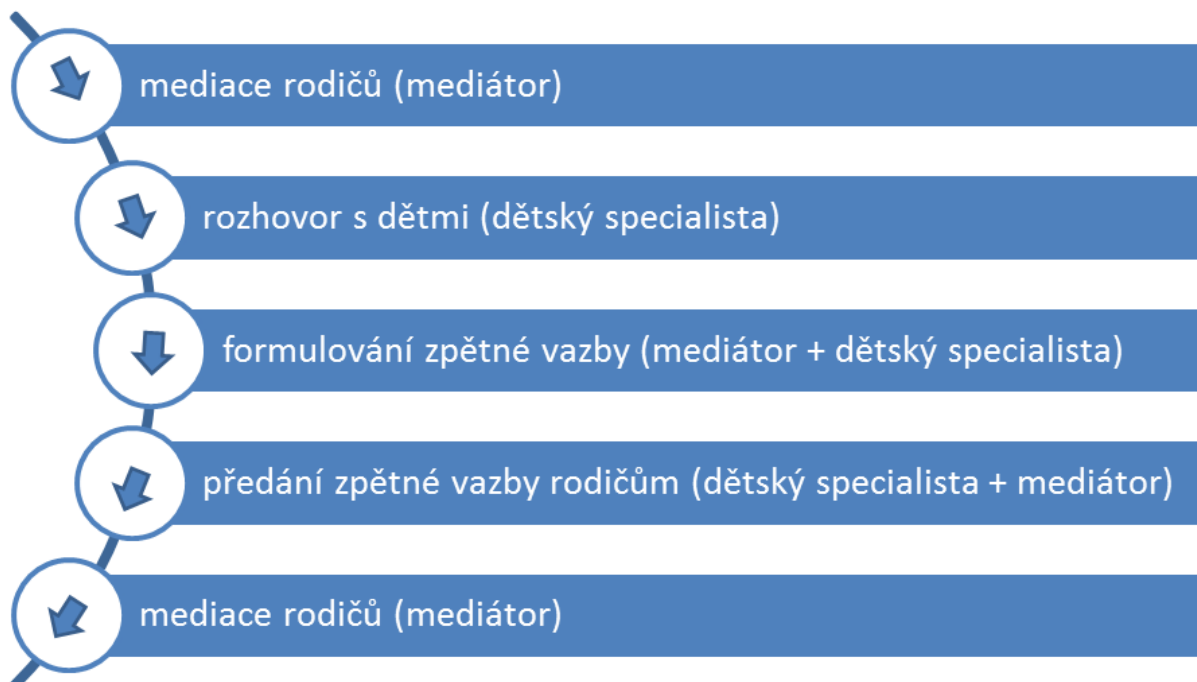 mediace rodičů (mediátor)
rozhovor s dětmi (dětský specialista)
formulování zpětné vazby (mediátor + dětský specialista)
předání zpětné vazby rodičům (dětský specialista + mediátor)
mediace rodičů (mediátor)